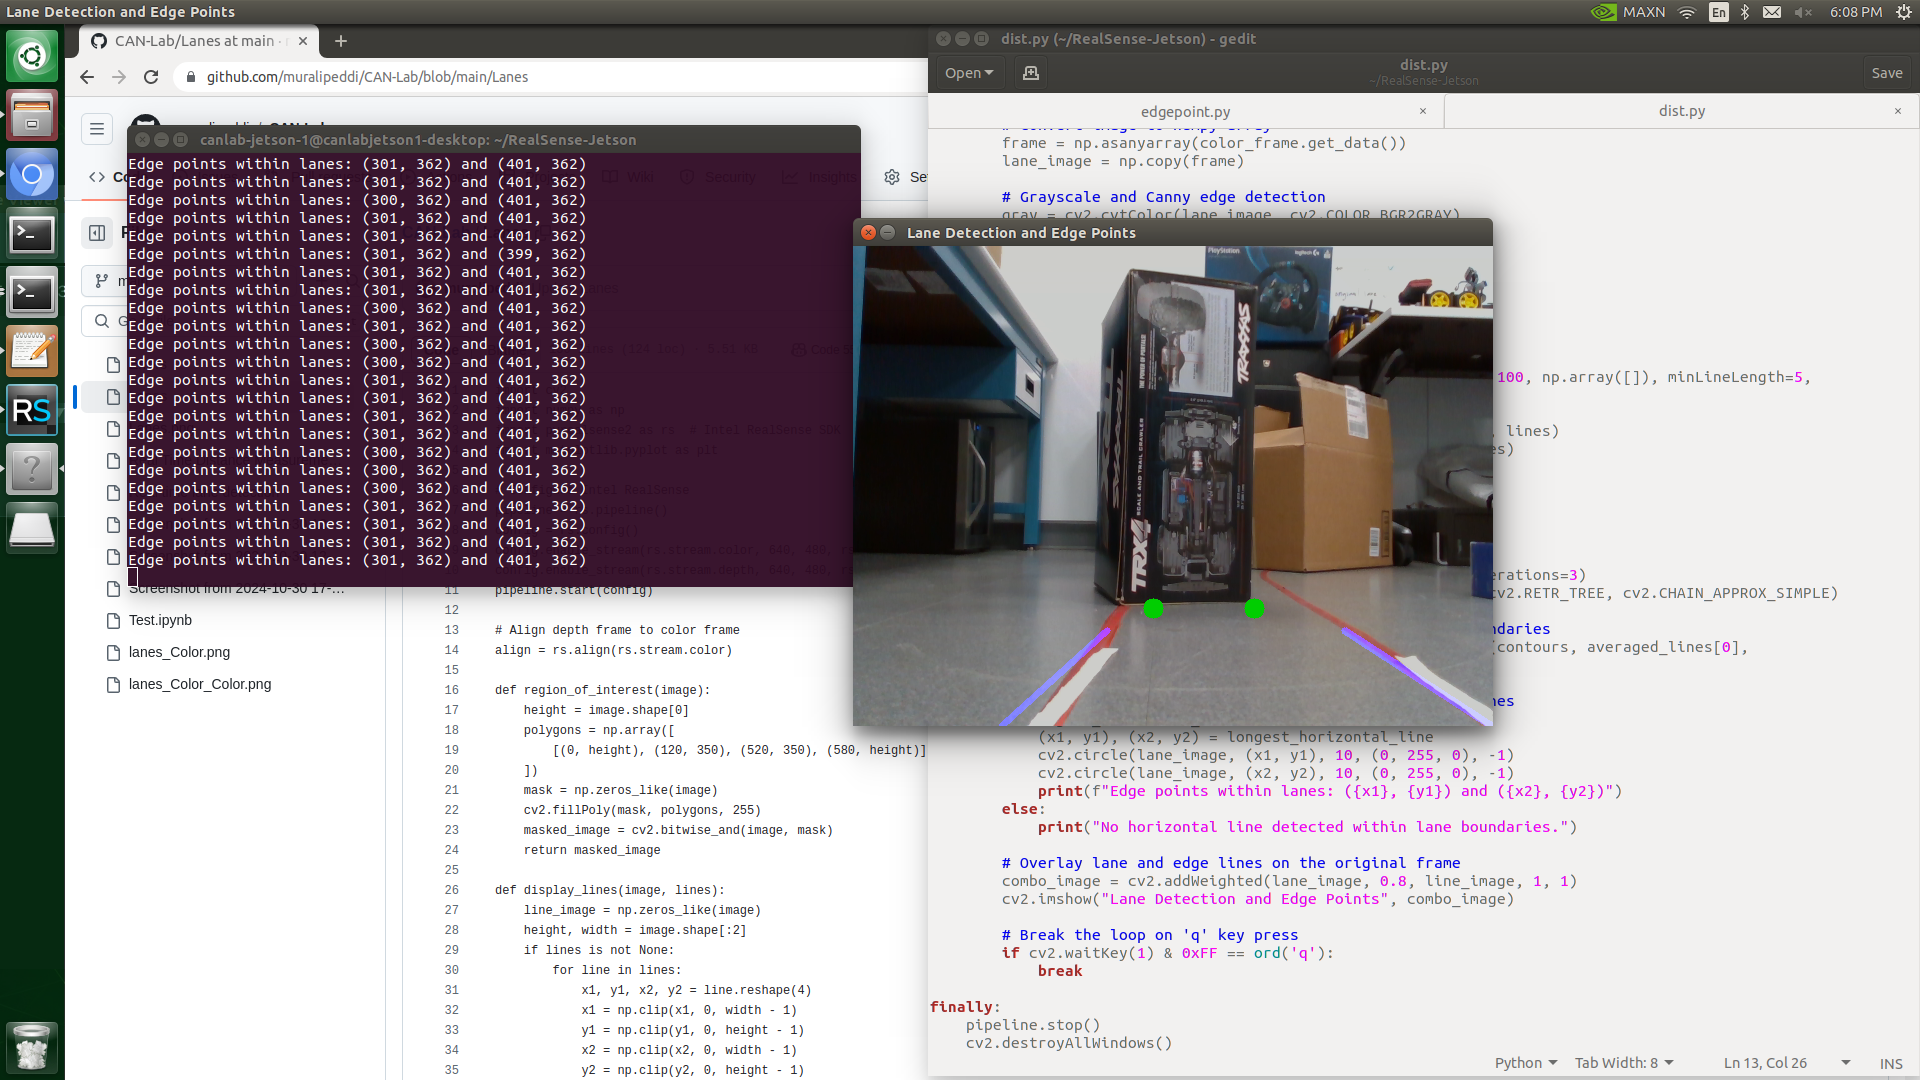 Lane Detection and Edge Points
MAXN
En
6:08 PM
CAN-Lab/Lanes at main ·
github.com/muralipeddi/CAN-Lab/blob/main/Lanes
dist.py (~/RealSense-Jetson) - gedit
Open
dist.py
~/RealSense-Jetson
Save
edgepoint.py
dist.py
canlab-jetson-1@canlabjetson1-desktop: ~/RealSense-Jetson
Wiki
Security
Insights
Edge points within lanes: (301, 362) and (401, 362)
Edge points within lanes: (301, 362) and (401, 362)
Edge points within lanes: (300, 362) and (401, 362)
Edge points within lanes: (301, 362) and (401, 362)
Edge points within lanes: (301, 362) and (401, 362)
Edge points within lanes: (301, 362) and (399, 362)
Edge points within lanes: (301, 362) and (401, 362)
Edge points within lanes: (301, 362) and (401, 362)
Edge points within lanes: (300, 362) and (401, 362)
Edge points within lanes: (301, 362) and (401, 362)
Edge points within lanes: (300, 362) and (401, 362)
Edge points within lanes: (300, 362) and (401, 362)
Edge points within lanes: (301, 362) and (401, 362)
Edge points within lanes: (301, 362) and (401, 362)
Edge points within lanes: (301, 362) and (401, 362)
Edge points within lanes: (301, 362) and (401, 362)
Edge points within lanes: (300, 362) and (401, 362)
Edge points within lanes: (300, 362) and (401, 362)
Edge points within lanes: (300, 362) and (401, 362)
Edge points within lanes: (301, 362) and (401, 362)
Edge points within lanes: (301, 362) and (401, 362)
Edge points within lanes: (301, 362) and (401, 362)
Edge points within lanes: (301, 362) and (401, 362)
RS
Screenshot from 2024-10-30 17-...
Test.ipynb
lanes_Color.png
lanes_Color_Color.png
11 pipeline.start(config)
12
13 # Align depth frame to color frame
14 align = rs.align(rs.stream.color)
15
16 def region_of_interest(image):
17 height = image.shape[0]
18 polygons = np.array([
19 [(0, height), (120, 350), (520, 350), (580, height)]
20 ])
21 mask = np.zeros_like(image)
22 cv2.fillPoly(mask, polygons, 255)
23 masked_image = cv2.bitwise_and(image, mask)
24 return masked_image
25
26 def display_lines(image, lines):
27 line_image = np.zeros_like(image)
28 height, width = image.shape[:2]
29 if lines is not None:
30 for line in lines:
31 x1, y1, x2, y2 = line.reshape(4)
32 x1 = np.clip(x1, 0, width - 1)
33 y1 = np.clip(y1, 0, height - 1)
34 x2 = np.clip(x2, 0, width - 1)
35 y2 = np.clip(y2, 0, height - 1)
frame = np.asanyarray(color_frame.get_data())
lane_image = np.copy(frame)
# Grayscale and Canny edge detection
gray = cv2.cvtColor(lane_image, cv2.COLOR_BGR2GRAY)
Lane Detection and Edge Points
PlayStation
logitech
TRAXXAS
SCALE AND TRAIL CRAWLER
TRX4
100, np.array([]), minLineLength=5,
lines)
erations=3)
cv2.RETR_TREE, cv2.CHAIN_APPROX_SIMPLE)
ndaries
(contours, averaged_lines[0],
es
(x1, y1), (x2, y2) = longest_horizontal_line
cv2.circle(lane_image, (x1, y1), 10, (0, 255, 0), -1)
cv2.circle(lane_image, (x2, y2), 10, (0, 255, 0), -1)
print(f"Edge points within lanes: ({x1}, {y1}) and ({x2}, {y2})")
else:
print("No horizontal line detected within lane boundaries.")
# Overlay lane and edge lines on the original frame
combo_image = cv2.addWeighted(lane_image, 0.8, line_image, 1, 1)
cv2.imshow("Lane Detection and Edge Points", combo_image)
# Break the loop on 'q' key press
if cv2.waitKey(1) & 0xFF == ord('q'):
break
finally:
pipeline.stop()
cv2.destroyAllWindows()
Python
Tab Width: 8
Ln 13, Col 26
INS